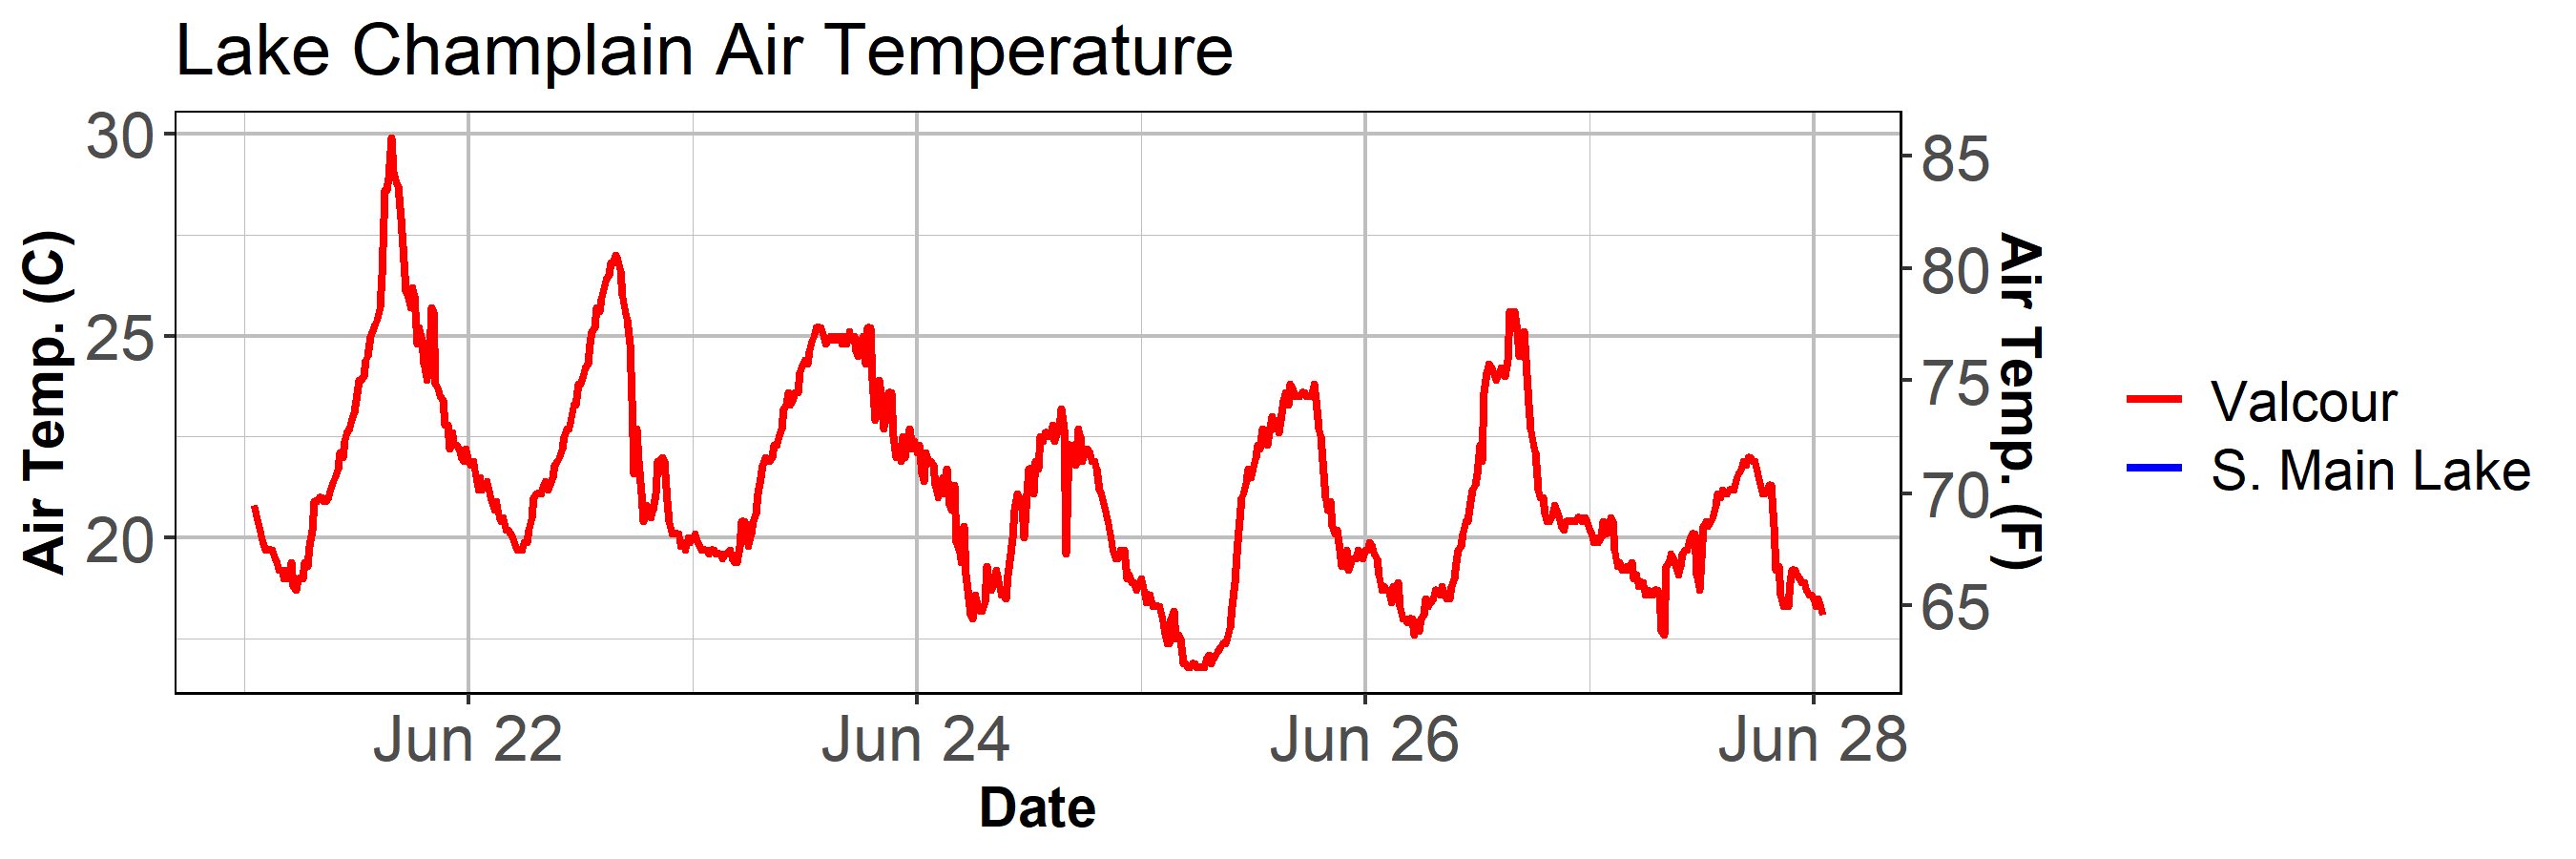 Lake Champlain Air Temperature
30
25
20
Air Temp. (C)
85
80
75
70
65
Air Temp. (F)
Jun 22
Jun 24
Jun 26
Jun 28
Date
Valcour
S. Main Lake